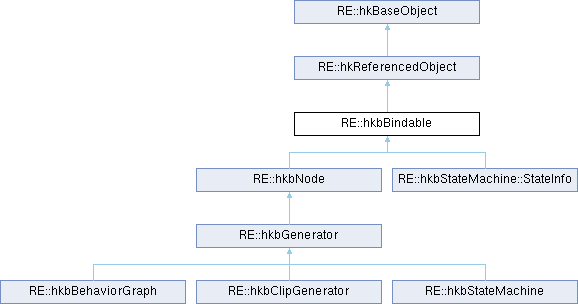 RE::hkBaseObject
RE::hkReferencedObject
RE::hkbBindable
RE::hkbNode
RE::hkbStateMachine::StateInfo
RE::hkbGenerator
RE::hkbBehaviorGraph
RE::hkbClipGenerator
RE::hkbStateMachine